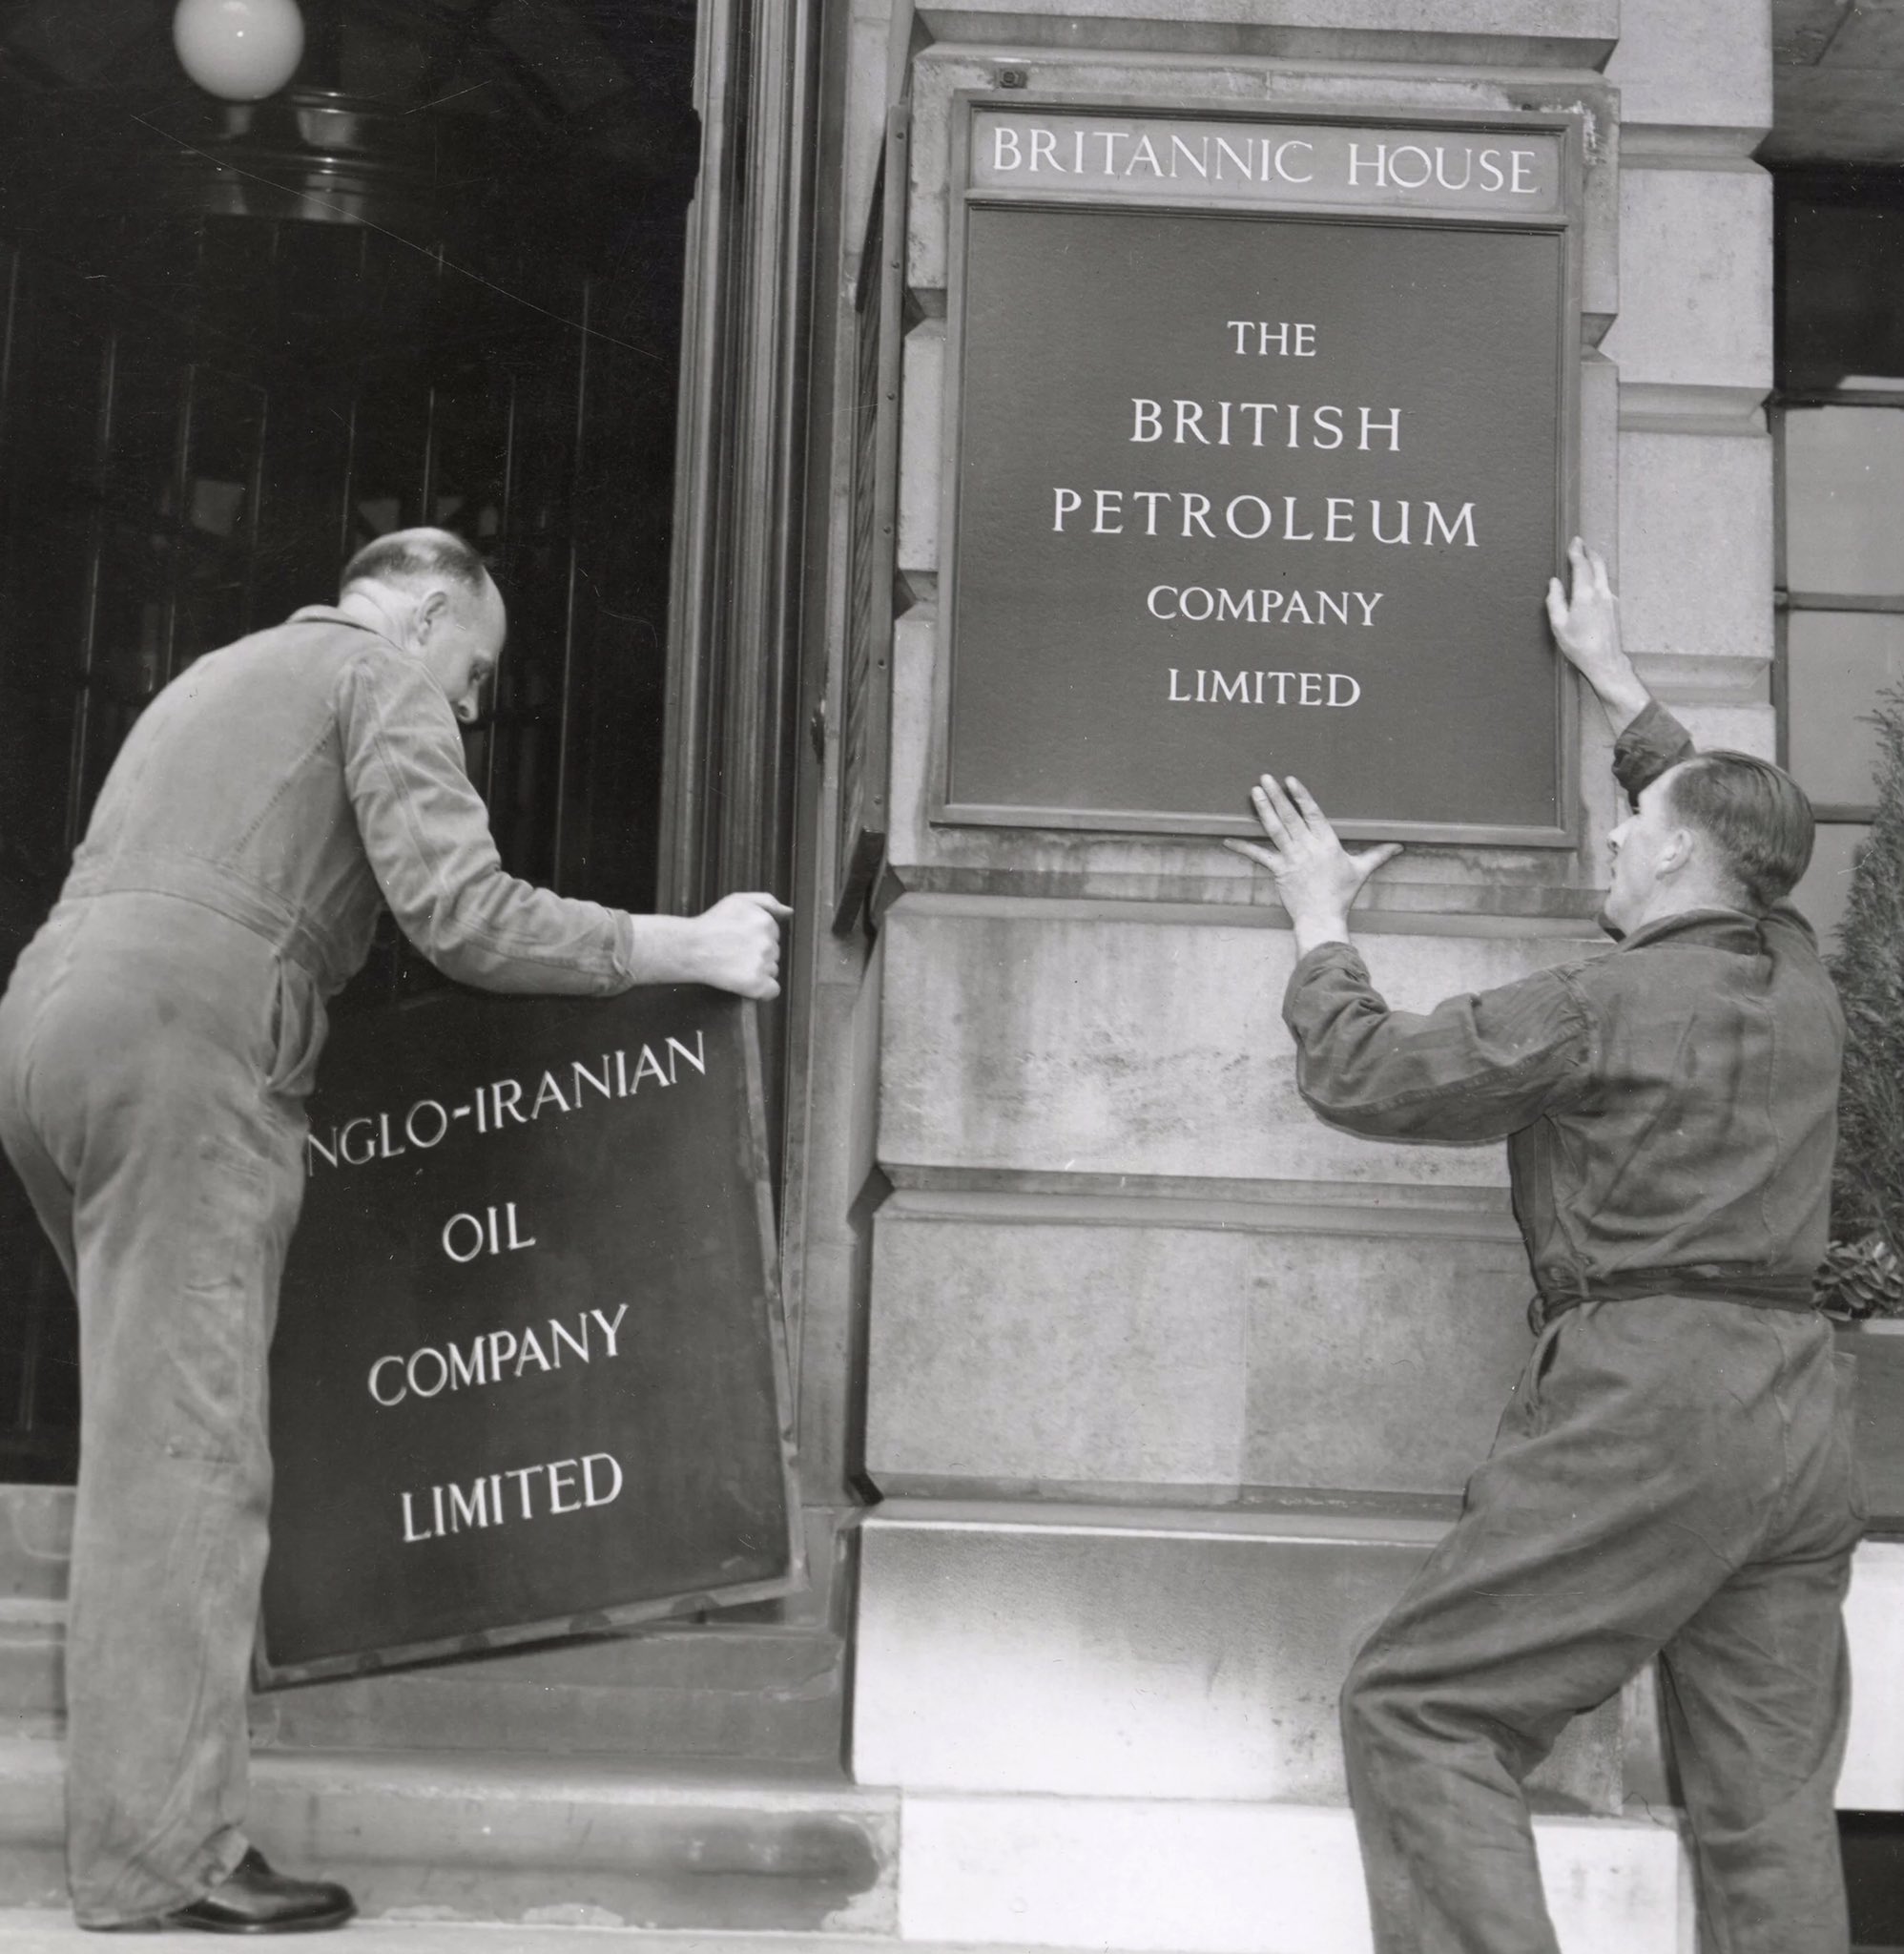 BRITANNIC HOUSE
THE
BRITISH
PETROLEUM
COMPANY
LIMITED
NGLO-IRANIAN
OIL
COMPANY
LIMITED